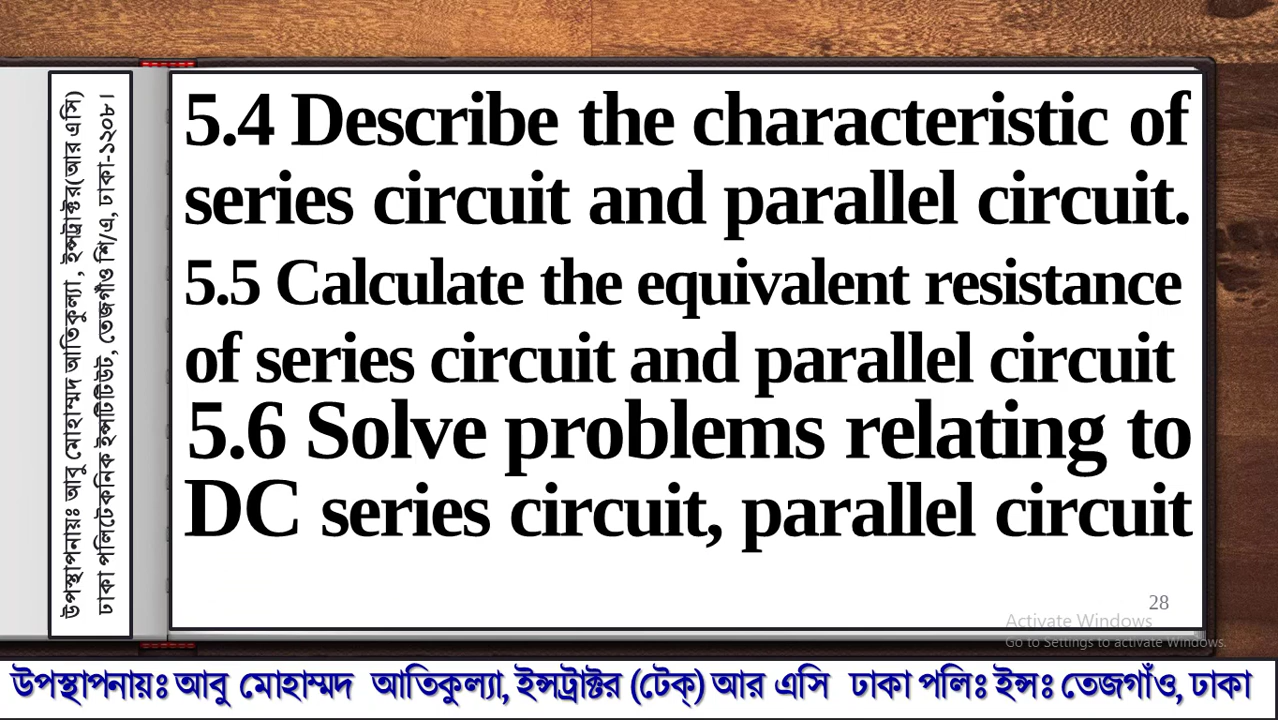 উপস্থাপনায়ঃ আবু মোহাম্মদ আতিকুল্যা , ইন্সট্রাক্টর(আর এসি)
ঢাকা পলিটেকনিক ইন্সটিটিউট, তেজগাঁও শি/এ, ঢাকা-১২০৮।
5.4 Describe the characteristic of
series circuit and parallel circuit.
5.5 Calculate the equivalent resistance
of series circuit and parallel circuit
5.6 Solve problems relating to
DC series circuit, parallel circuit
28
Activate Windows
Go to Settings to activate Windows.
উপস্থাপনায়ঃ আবু মোহাম্মদ আতিকুল্যা, ইন্সট্রাক্টর (টেক্) আর এসি ঢাকা পলিঃ ইন্সঃ তেজগাঁও, ঢাকা